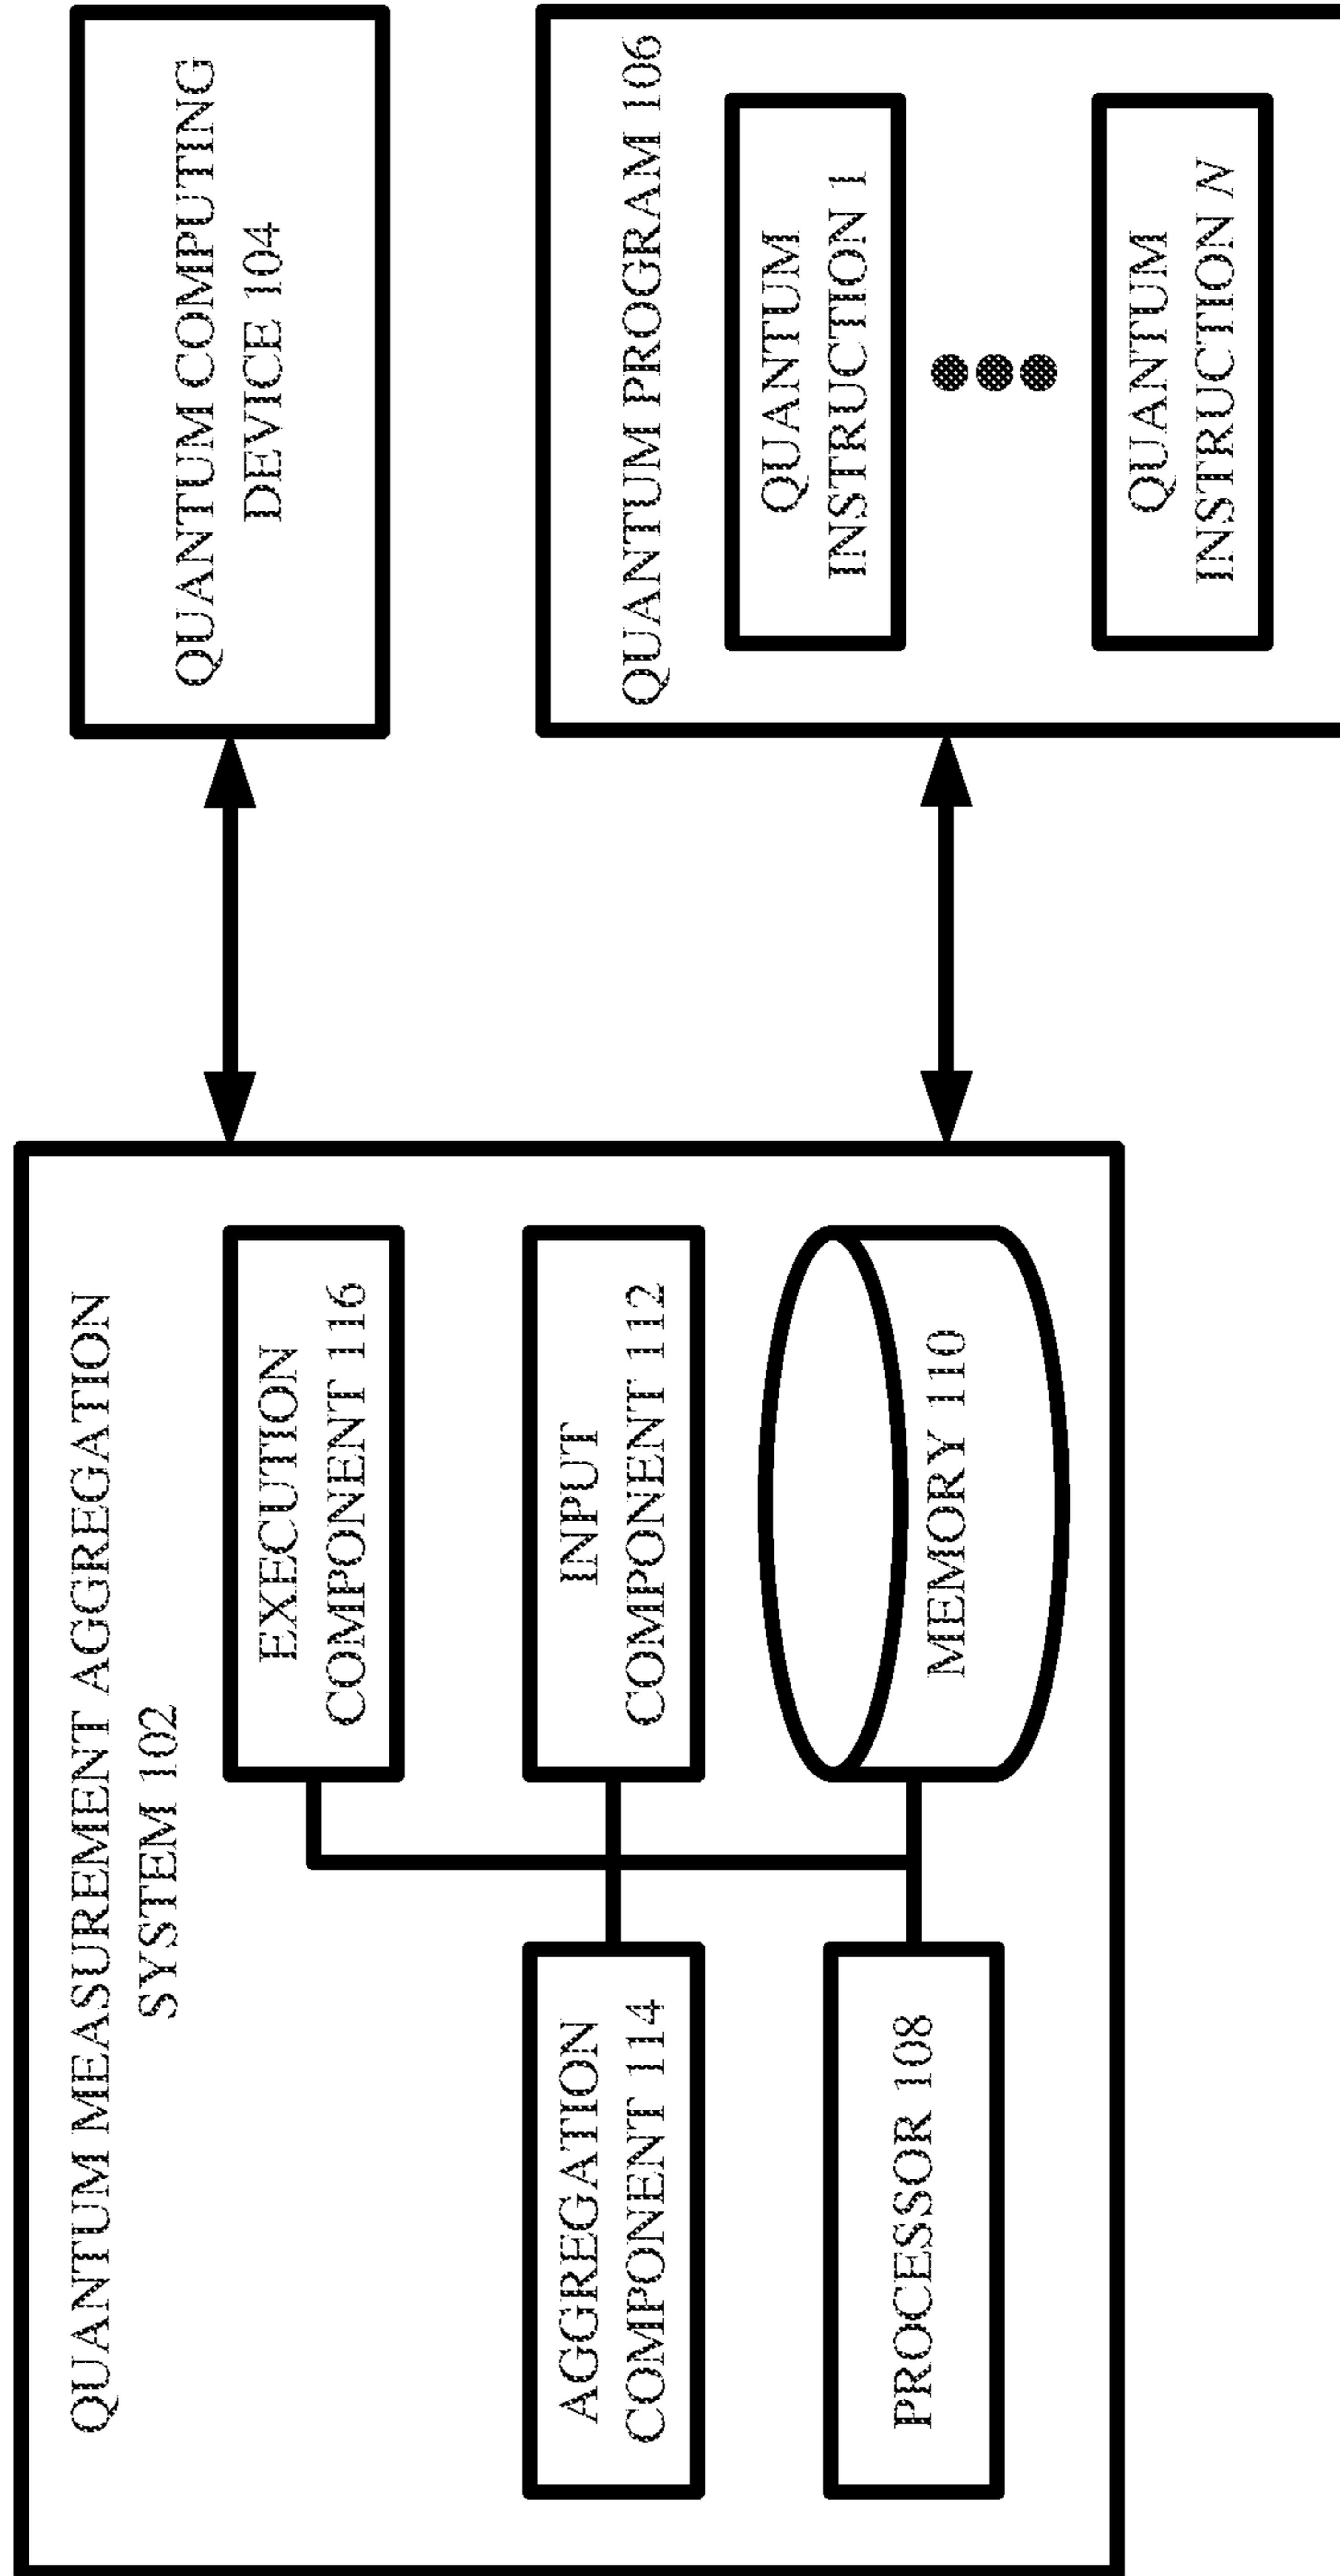 QUANTUM MEASUREMENT AGGREGATION
SYSTEM 102
EXECUTION
COMPONENT 116
AGGREGATION
COMPONENT 114
INPUT
COMPONENT 112
PROCESSOR 108
MEMORY 110
QUANTUM COMPUTING
DEVICE 104
QUANTUM PROGRAM 106
QUANTUM
INSTRUCTION 1
QUANTUM
INSTRUCTION N